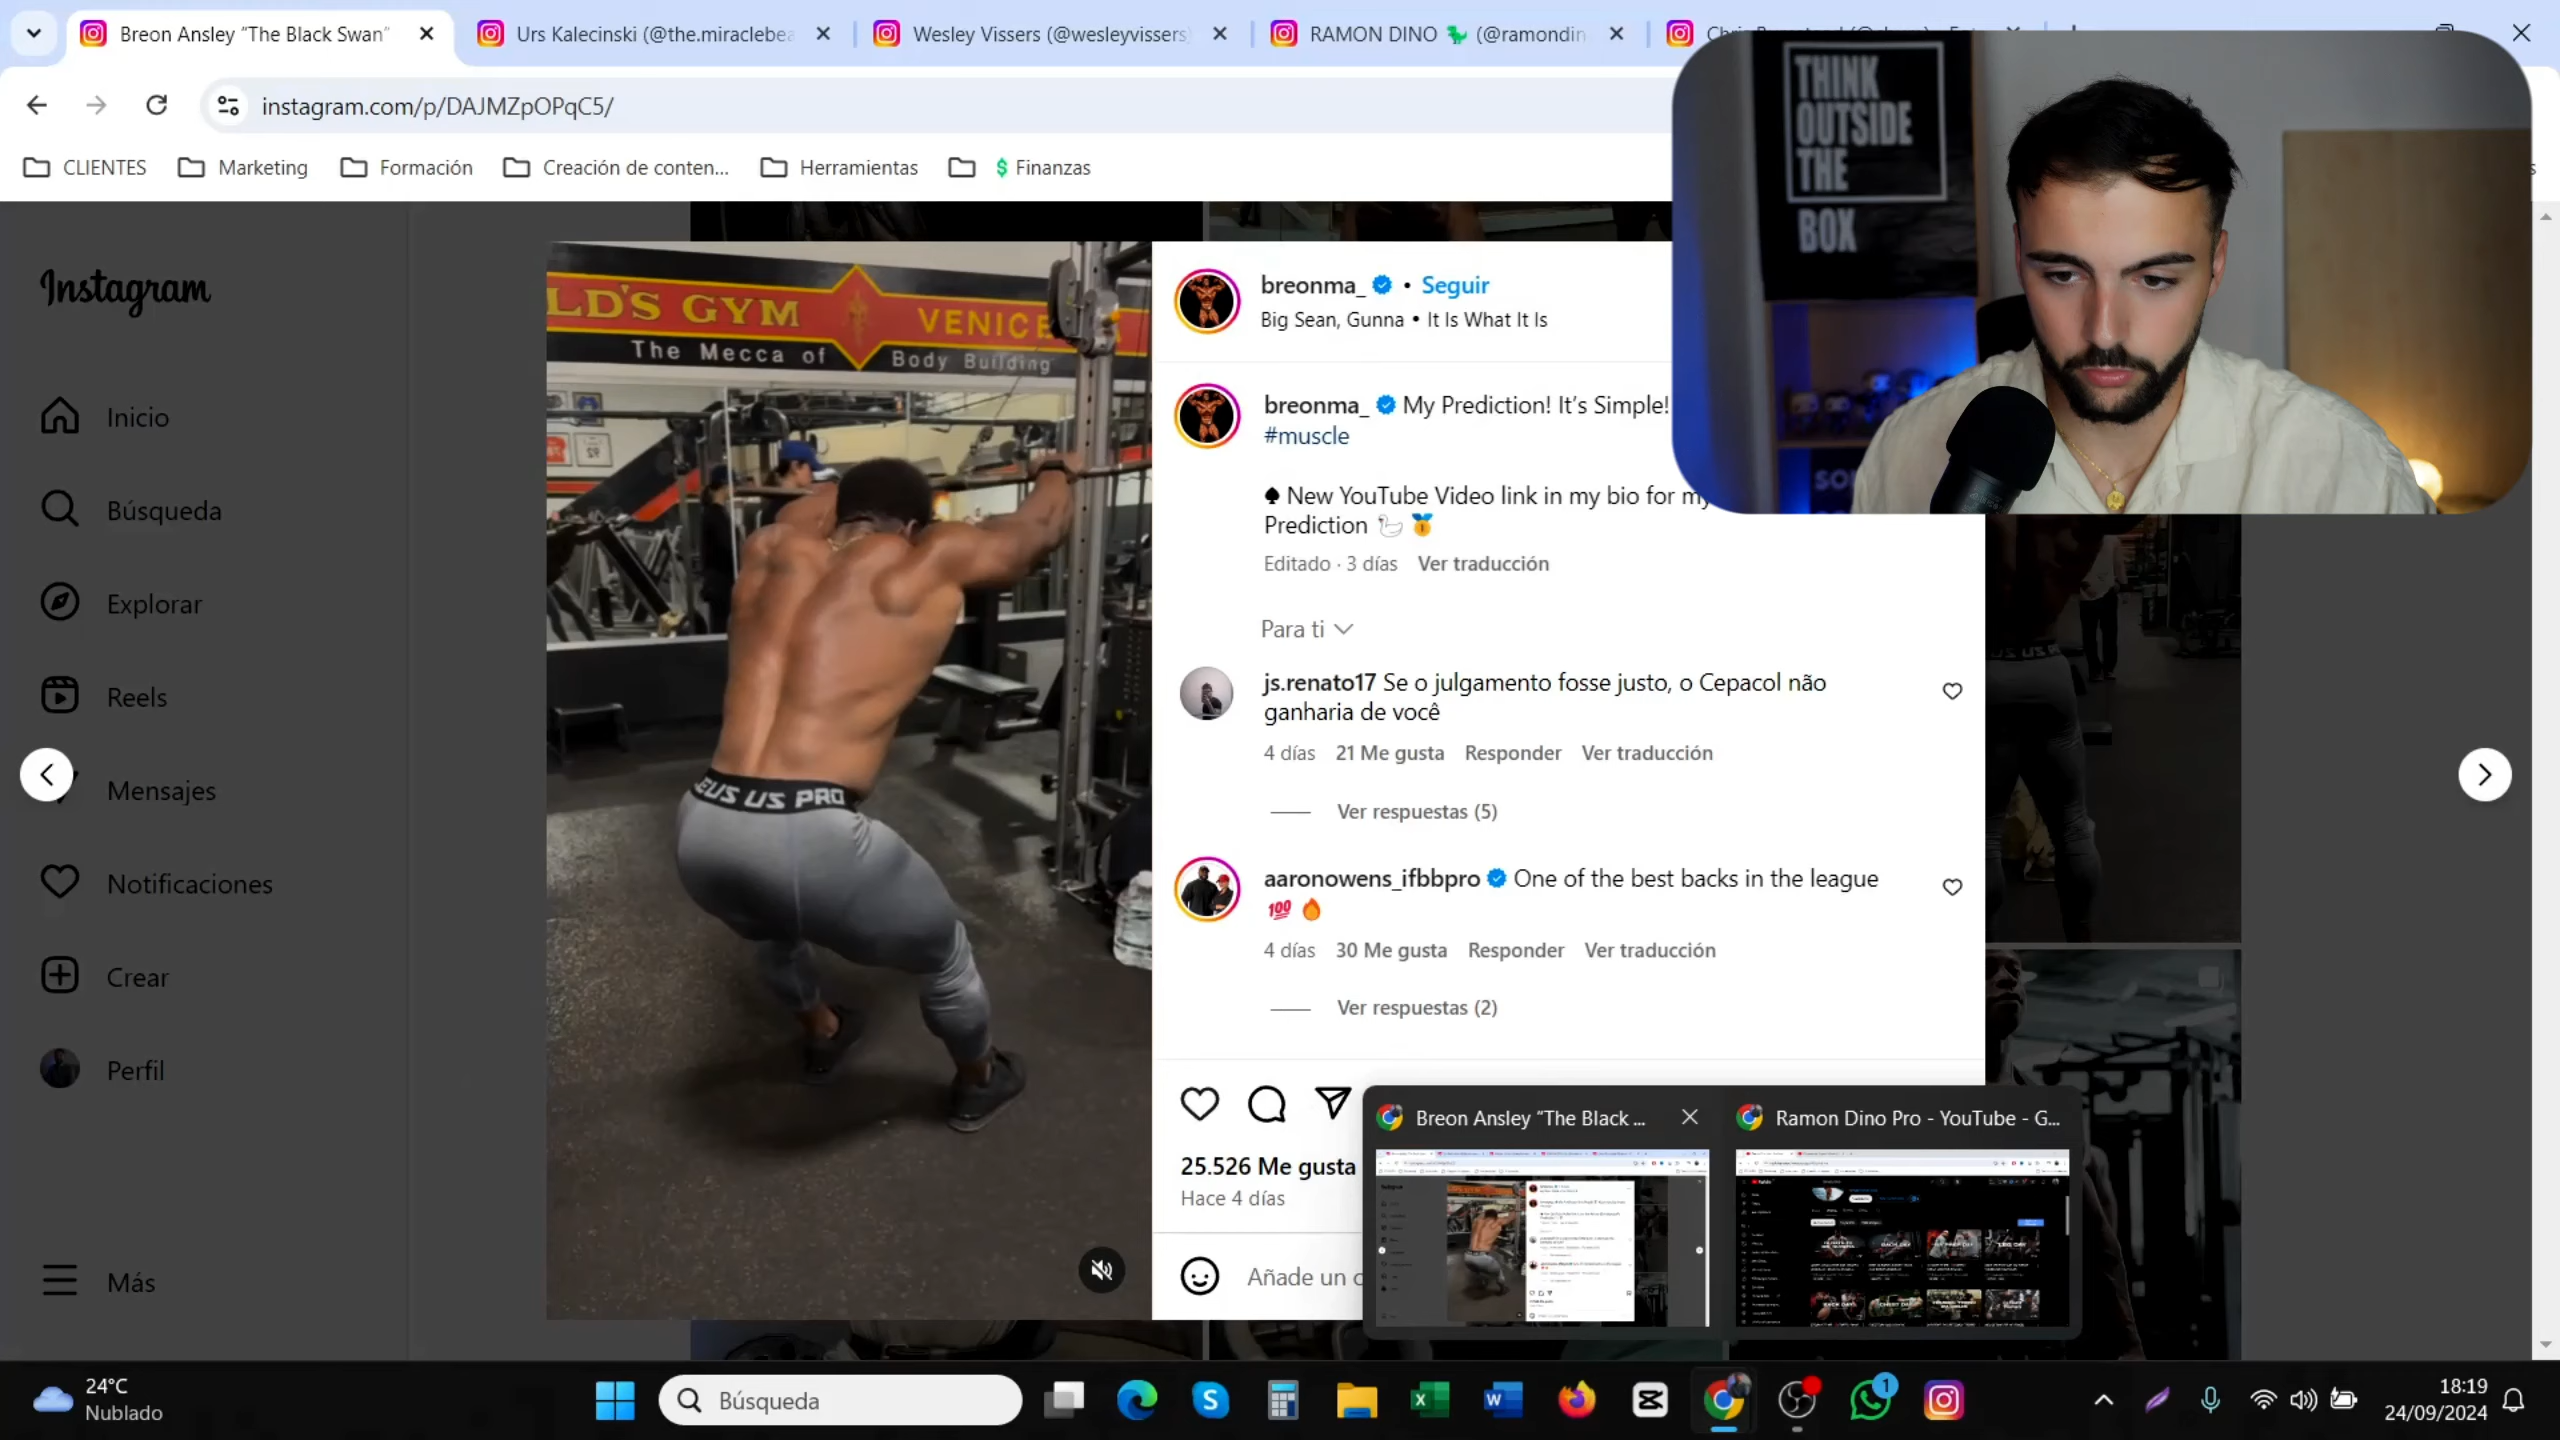 Breon Ansley “The Black Swan”
Urs Kalecinski (@the.miraclebea
Wesley Vissers (@wesleyvissers)
RAMON DINO 🦖 (@ramondin
instagram.com/p/DAJMZpOPqC5/
CLIENTES
Marketing
Formación
Creación de conten...
Herramientas
$ Finanzas
THINK
OUTSIDE
THE
BOX
Instagram
Inicio
Búsqueda
Explorar
Reels
Mensajes
Notificaciones
Crear
Perfil
Más
LD'S GYM VENICE
The Mecca of Body Building
EUS US PRO
breonma_ • Seguir
Big Sean, Gunna • It Is What It Is
breonma_ My Prediction! It’s Simple!
#muscle
♠ New YouTube Video link in my bio for my
Prediction 🦢 🥇
Editado · 3 días Ver traducción
Para ti
js.renato17 Se o julgamento fosse justo, o Cepacol não
ganharia de você
4 días 21 Me gusta Responder Ver traducción
Ver respuestas (5)
aaronowens_ifbbpro One of the best backs in the league
💯 🔥
4 días 30 Me gusta Responder Ver traducción
Ver respuestas (2)
25.526 Me gusta
Hace 4 días
Añade un c
Breon Ansley “The Black ...
Ramon Dino Pro - YouTube - G...
24°C
Nublado
Búsqueda
1
18:19
24/09/2024